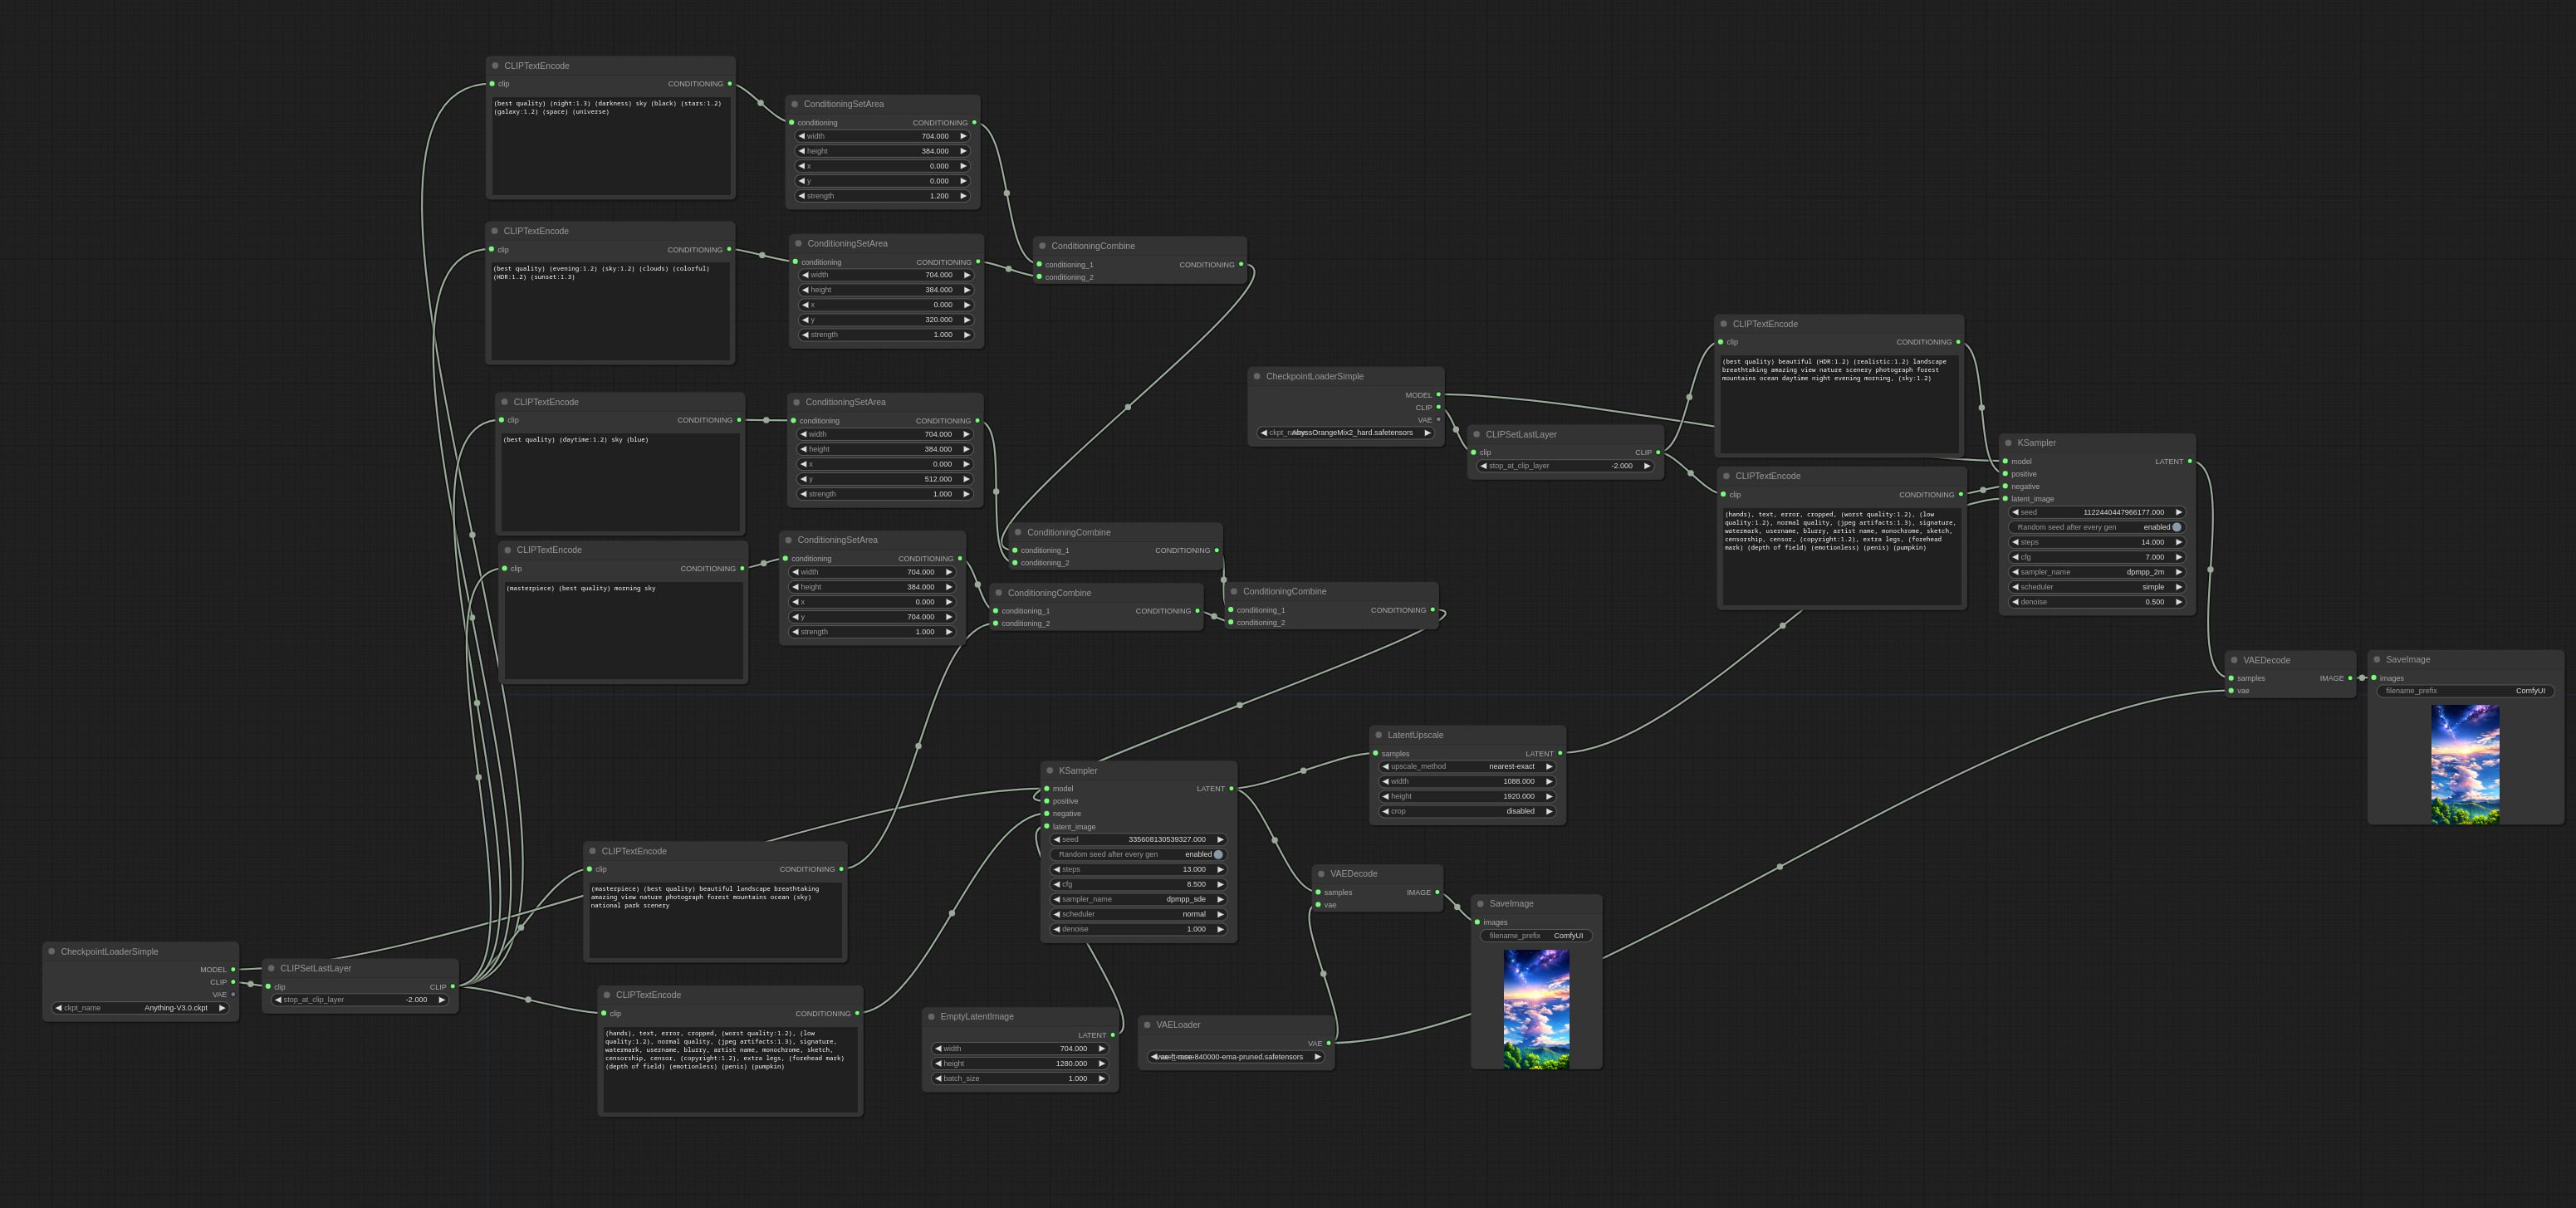 CLIPTextEncode
clip CONDITIONING
(best quality) (night:1.3) (darkness) sky (black) (stars:1.2)
(galaxy:1.2) (space) (universe)
ConditioningSetArea
conditioning CONDITIONING
width 704.000
height 384.000
x 0.000
y 0.000
strength 1.200
CLIPTextEncode
clip CONDITIONING
(best quality) (evening:1.2) (sky:1.2) (clouds) (colorful)
(HDR:1.2) (sunset:1.3)
ConditioningSetArea
conditioning CONDITIONING
width 704.000
height 384.000
x 0.000
y 320.000
strength 1.000
ConditioningCombine
conditioning_1 CONDITIONING
conditioning_2
CLIPTextEncode
clip CONDITIONING
(best quality) (daytime:1.2) sky (blue)
ConditioningSetArea
conditioning CONDITIONING
width 704.000
height 384.000
x 0.000
y 512.000
strength 1.000
CLIPTextEncode
clip CONDITIONING
(masterpiece) (best quality) morning sky
ConditioningSetArea
conditioning CONDITIONING
width 704.000
height 384.000
x 0.000
y 704.000
strength 1.000
ConditioningCombine
conditioning_1 CONDITIONING
conditioning_2
ConditioningCombine
conditioning_1 CONDITIONING
conditioning_2
ConditioningCombine
conditioning_1 CONDITIONING
conditioning_2
CheckpointLoaderSimple
MODEL
CLIP
VAE
AbyssOrangeMix2_hard.safetensors
CLIPSetLastLayer
clip CLIP
stop_at_clip_layer -2.000
CLIPTextEncode
clip CONDITIONING
(best quality) beautiful (HDR:1.2) (realistic:1.2) landscape
breathtaking amazing view nature scenery photograph forest
mountains ocean daytime night evening morning, (sky:1.2)
CLIPTextEncode
clip CONDITIONING
(hands), text, error, cropped, (worst quality:1.2), (low
quality:1.2), normal quality, (jpeg artifacts:1.3), signature,
watermark, username, blurry, artist name, monochrome, sketch,
censorship, censor, (copyright:1.2), extra legs, (forehead
mark) (depth of field) (emotionless) (penis) (pumpkin)
KSampler
model LATENT
positive
negative
latent_image
seed 1122440447966177.000
Random seed after every gen enabled
steps 14.000
cfg 7.000
sampler_name dpmpp_2m
scheduler simple
denoise 0.500
VAEDecode
samples IMAGE
vae
SaveImage
images
filename_prefix ComfyUI
LatentUpscale
samples LATENT
upscale_method nearest-exact
width 1088.000
height 1920.000
crop disabled
KSampler
model LATENT
positive
negative
latent_image
seed 335608130539327.000
Random seed after every gen enabled
steps 13.000
cfg 8.500
sampler_name dpmpp_sde
scheduler normal
denoise 1.000
VAEDecode
samples IMAGE
vae
SaveImage
images
filename_prefix ComfyUI
CLIPTextEncode
clip CONDITIONING
(masterpiece) (best quality) beautiful landscape breathtaking
amazing view nature photograph forest mountains ocean (sky)
national park scenery
CheckpointLoaderSimple
MODEL
CLIP
VAE
ckpt_name Anything-V3.0.ckpt
CLIPSetLastLayer
clip CLIP
stop_at_clip_layer -2.000
CLIPTextEncode
clip CONDITIONING
(hands), text, error, cropped, (worst quality:1.2), (low
quality:1.2), normal quality, (jpeg artifacts:1.3), signature,
watermark, username, blurry, artist name, monochrome, sketch,
censorship, censor, (copyright:1.2), extra legs, (forehead mark)
(depth of field) (emotionless) (penis) (pumpkin)
EmptyLatentImage
LATENT
width 704.000
height 1280.000
batch_size 1.000
VAELoader
VAE